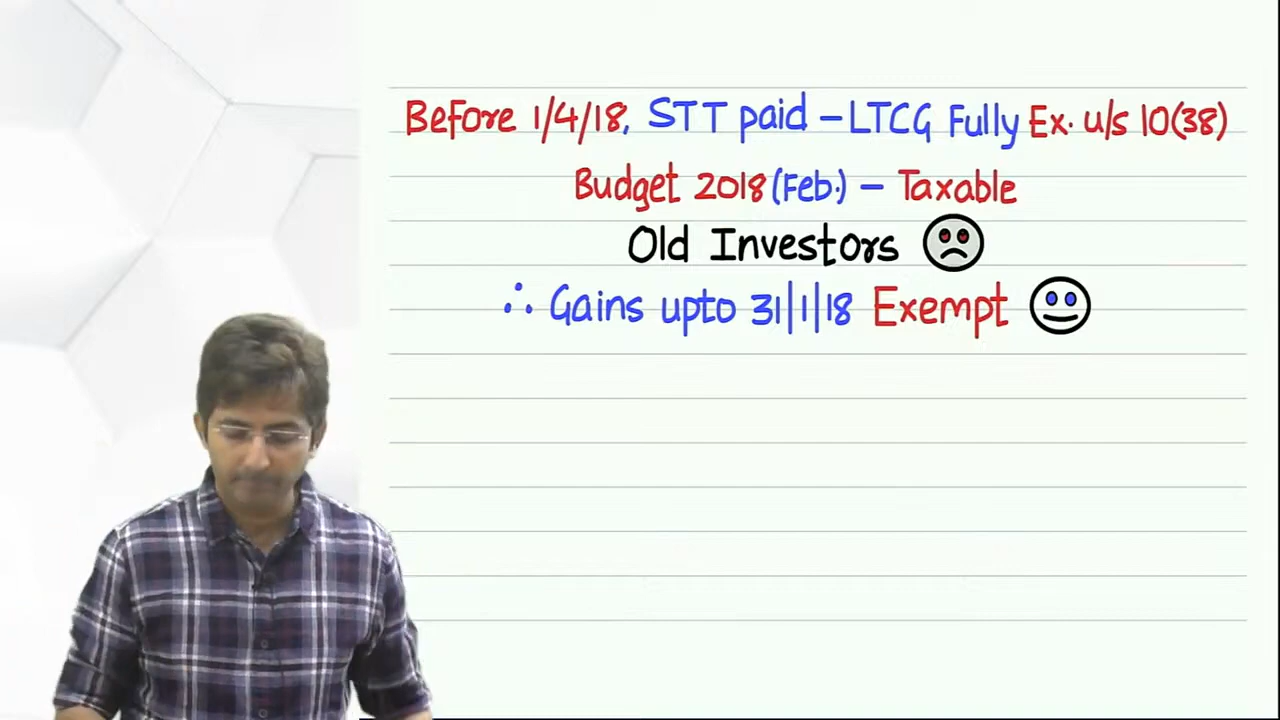 Before 1/4/18, STT paid – LTCG Fully Ex. u/s 10(38)
Budget 2018 (Feb.) – Taxable
Old Investors
∴ Gains upto 31/1/18 Exempt